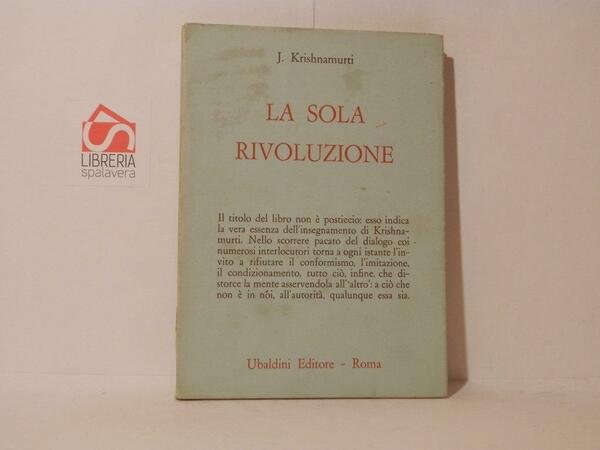 J. Krishnamurti
LA SOLA
RIVOLUZIONE
LIBRERIA
spalavera
Il titolo del libro non è posticcio: esso indica
la vera essenza dell'insegnamento di Krishna-
murti. Nello scorrere pacato del dialogo coi
numerosi interlocutori torna a ogni istante l'in-
vito a rifiutare il conformismo, l'imitazione,
il condizionamento, tutto ciò, infine, che di-
storce la mente asservendola all'‘altro’: a ciò che
non è in noi, all'autorità, qualunque essa sia.
Ubaldini Editore - Roma